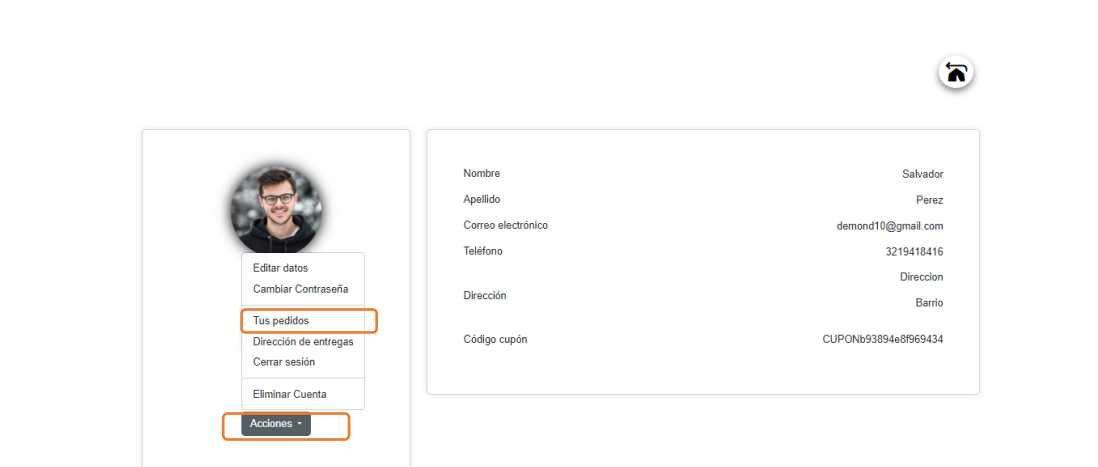 Editar datos
Cambiar Contraseña
Tus pedidos
Dirección de entregas
Cerrar sesión
Eliminar Cuenta
Acciones
Nombre Salvador
Apellido Perez
Correo electrónico demond10@gmail.com
Teléfono 3219418416
Dirección Direccion
Barrio
Código cupón CUPONb93894e8f969434